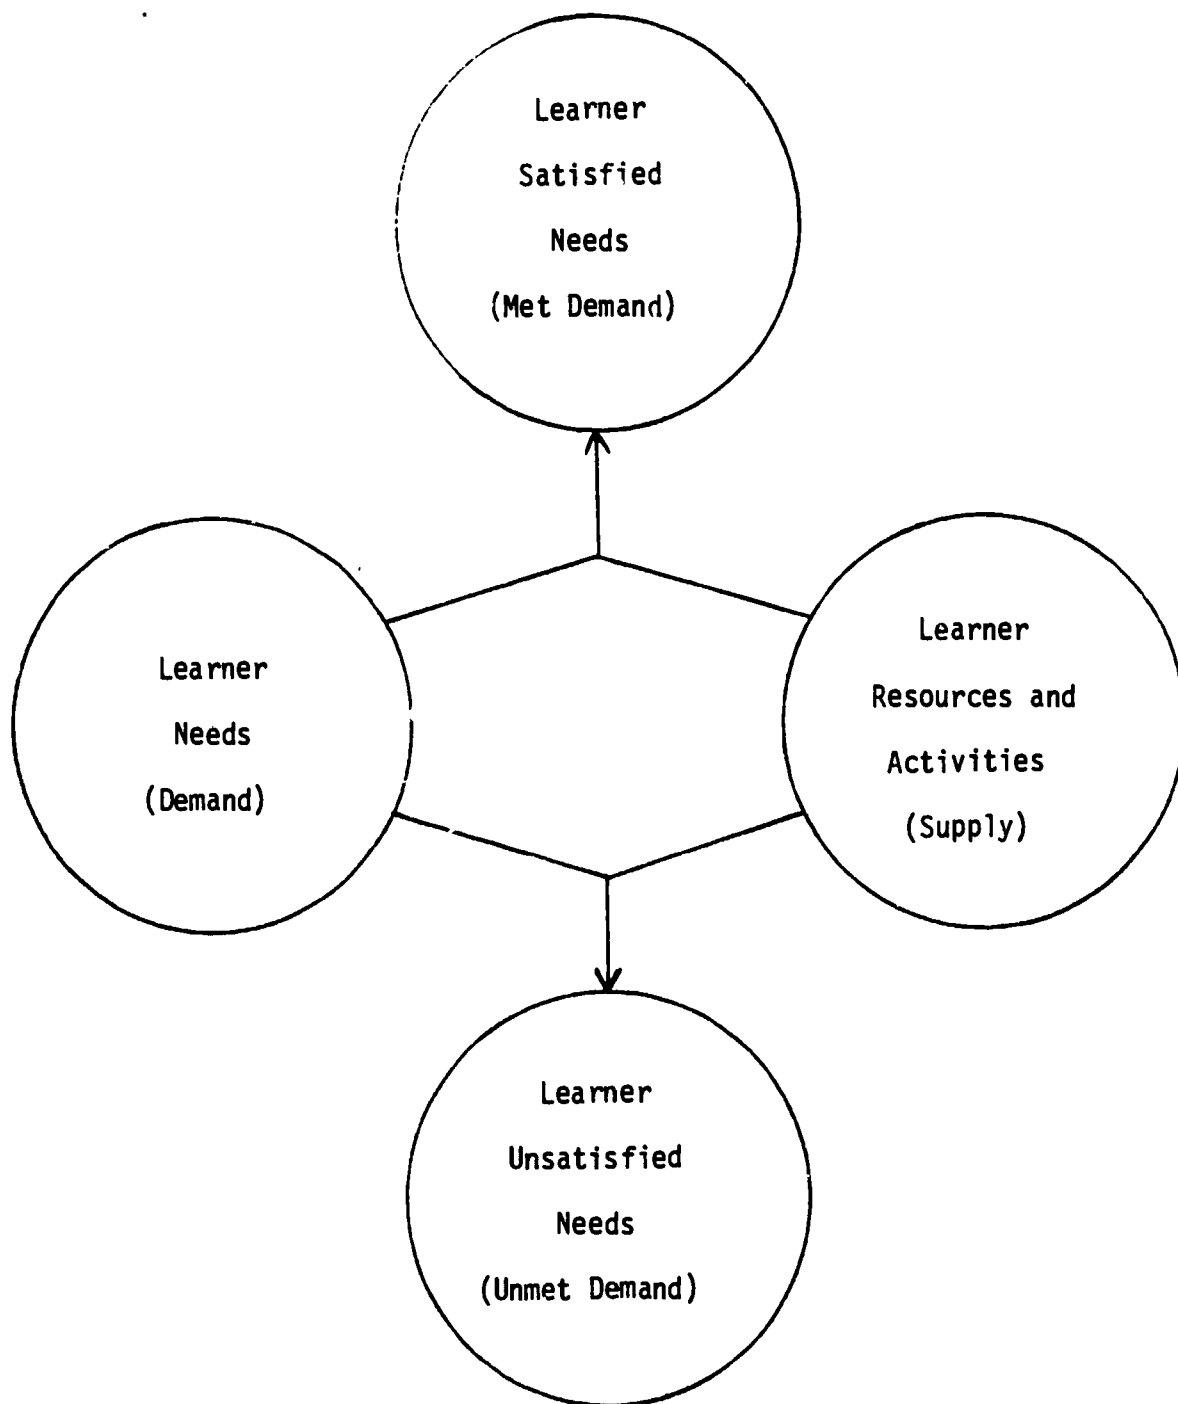 Learner
Satisfied
Needs
(Met Demand)
Learner
Needs
(Demand)
Learner
Resources and
Activities
(Supply)
Learner
Unsatisfied
Needs
(Unmet Demand)